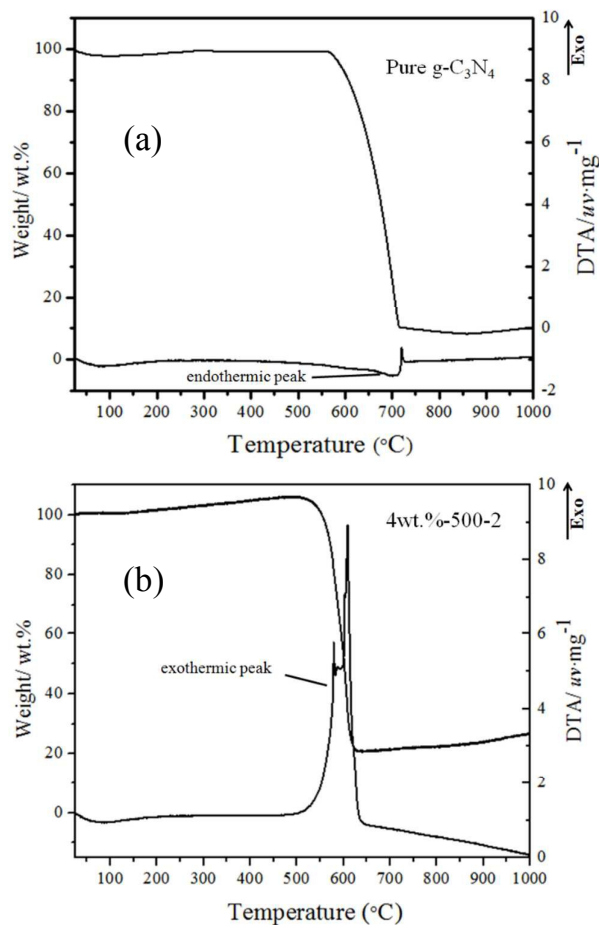 10
100
Exo
Pure g-C₃N₄
8
80
(a)
6
60
4
40
2
20
0
0
endothermic peak
-2
100 200 300 400 500 600 700 800 900 1000
Weight/ wt.%
DTA/uv·mg⁻¹
Temperature (°C)
10
100
Exo
4wt.%-500-2
8
80
(b)
60
6
exothermic peak
40
4
20
2
0
0
100 200 300 400 500 600 700 800 900 1000
Weight/ wt.%
DTA/ uv·mg⁻¹
Temperature (°C)